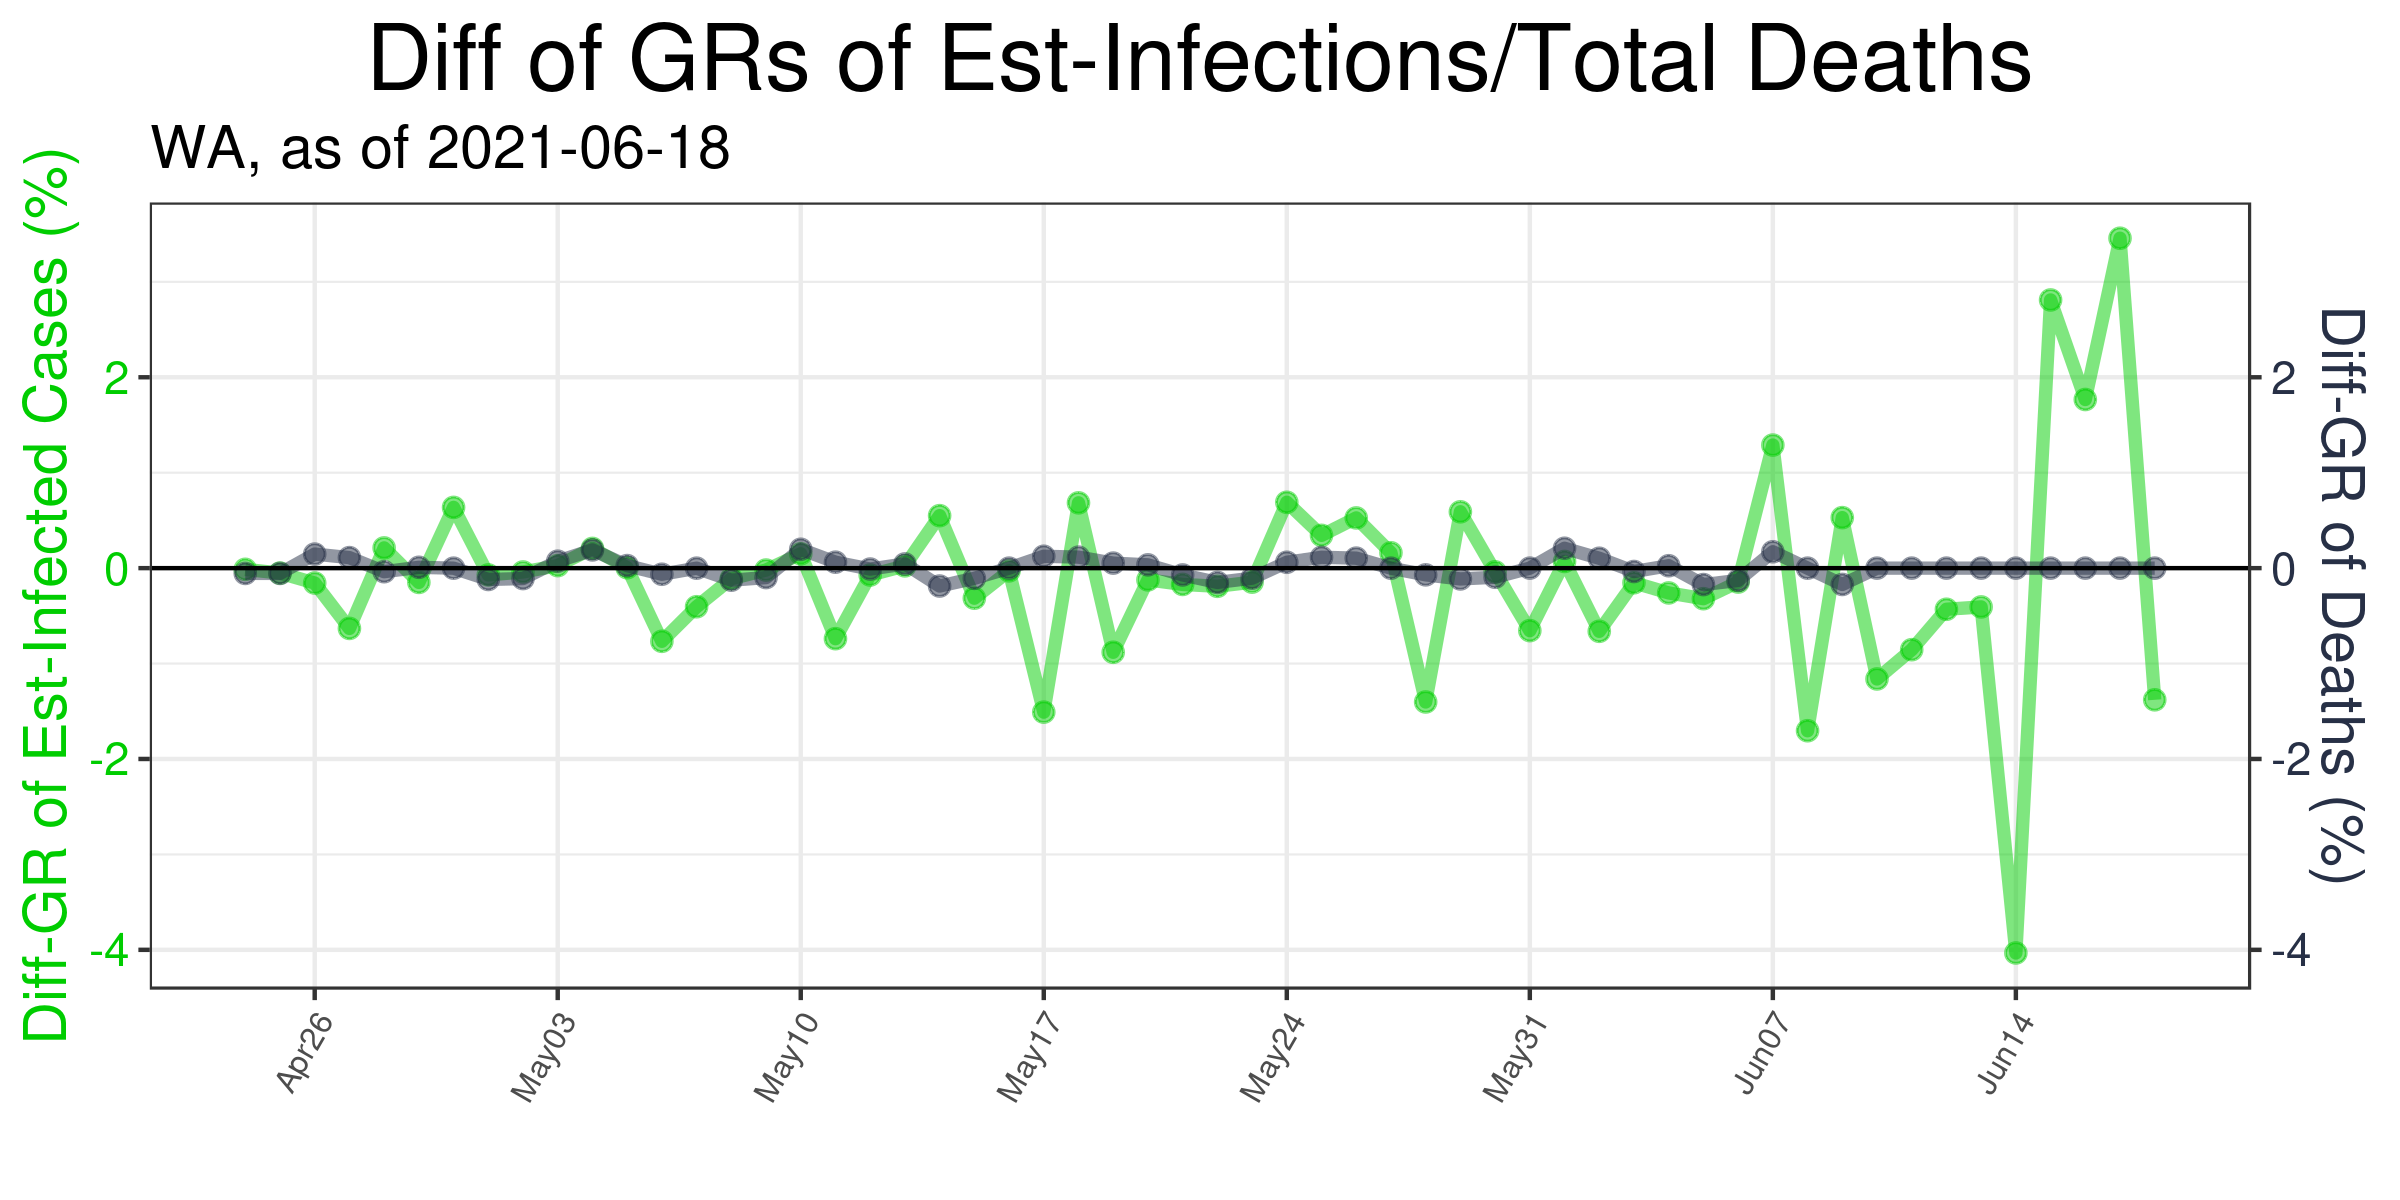 Diff of GRs of Est-Infections/Total Deaths
WA, as of 2021-06-18
Diff-GR of Est-Infected Cases (%)
2
0
-2
-4
2
0
-2
-4
Diff-GR of Deaths (%)
Apr26
May03
May10
May17
May24
May31
Jun07
Jun14